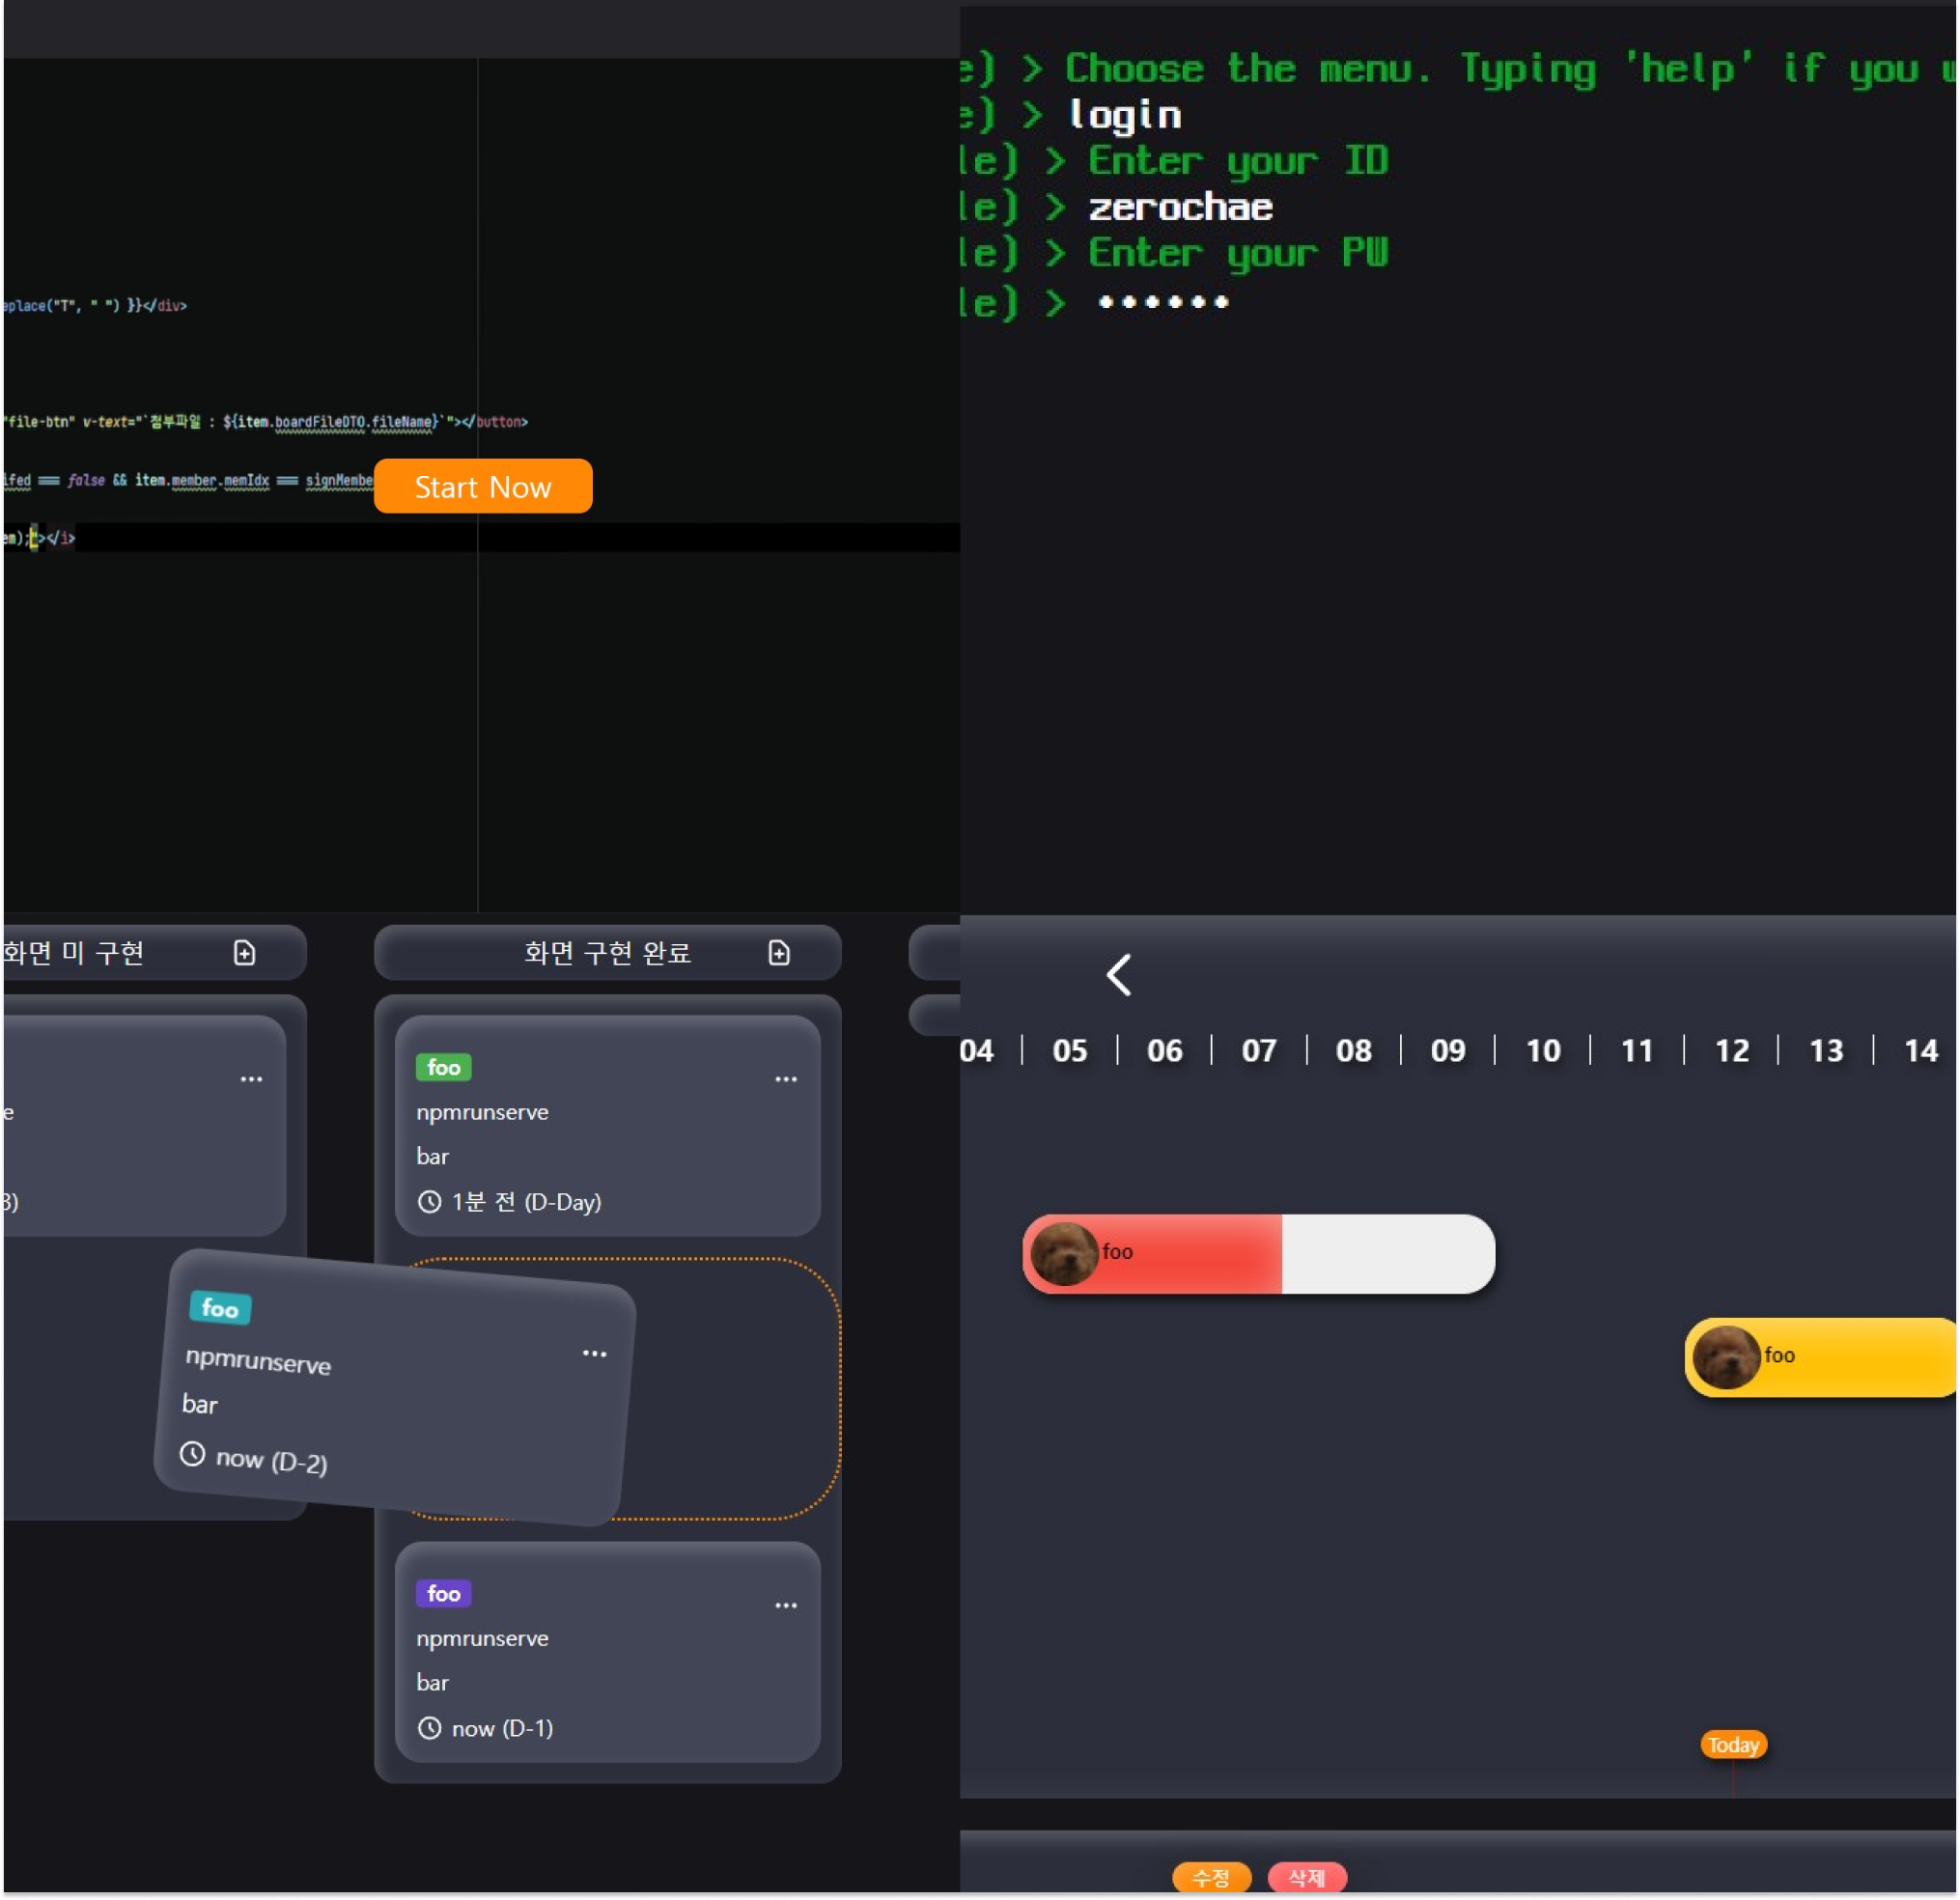 eplace("T", " ") }}</div>
"file-btn" v-text="`첨부파일 : ${item.boardFileDTO.fileName}`"></button>
ifed === false && item.member.memIdx === signMembe
Start Now
em);"></i>
e) > Choose the menu. Typing 'help' if you w
e) > login
le) > Enter your ID
le) > zerochae
le) > Enter your PW
le) > ••••••
화면 미 구현
화면 구현 완료
e
3)
foo
npmrunserve
bar
1분 전 (D-Day)
foo
npmrunserve
bar
now (D-2)
foo
npmrunserve
bar
now (D-1)
04 | 05 | 06 | 07 | 08 | 09 | 10 | 11 | 12 | 13 | 14
foo
foo
Today
수정 삭제